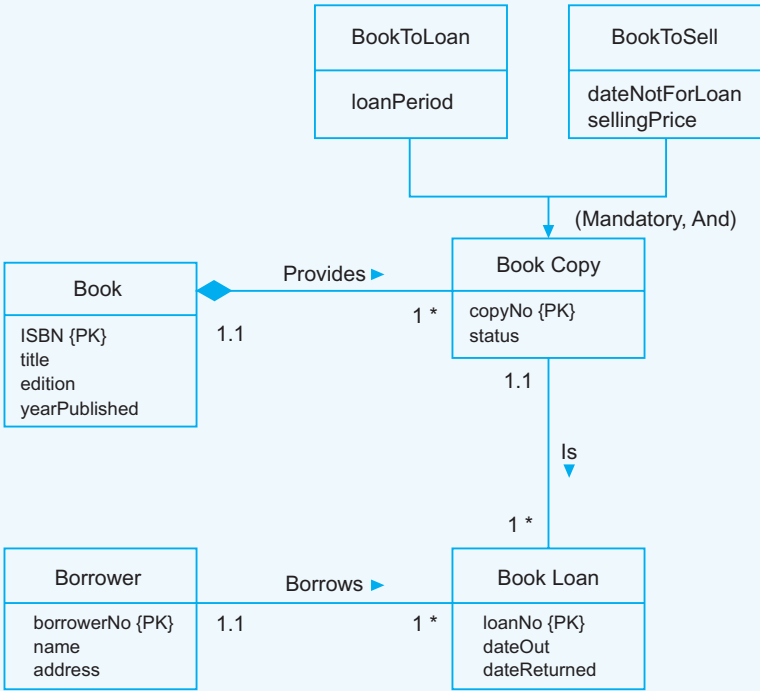 BookToLoan
loanPeriod
BookToSell
dateNotForLoan
sellingPrice
(Mandatory, And)
Book
ISBN {PK}
title
edition
yearPublished
Provides
1.1
1 *
Book Copy
copyNo {PK}
status
1.1
Is
1 *
Borrower
borrowerNo {PK}
name
address
Borrows
1.1
1 *
Book Loan
loanNo {PK}
dateOut
dateReturned